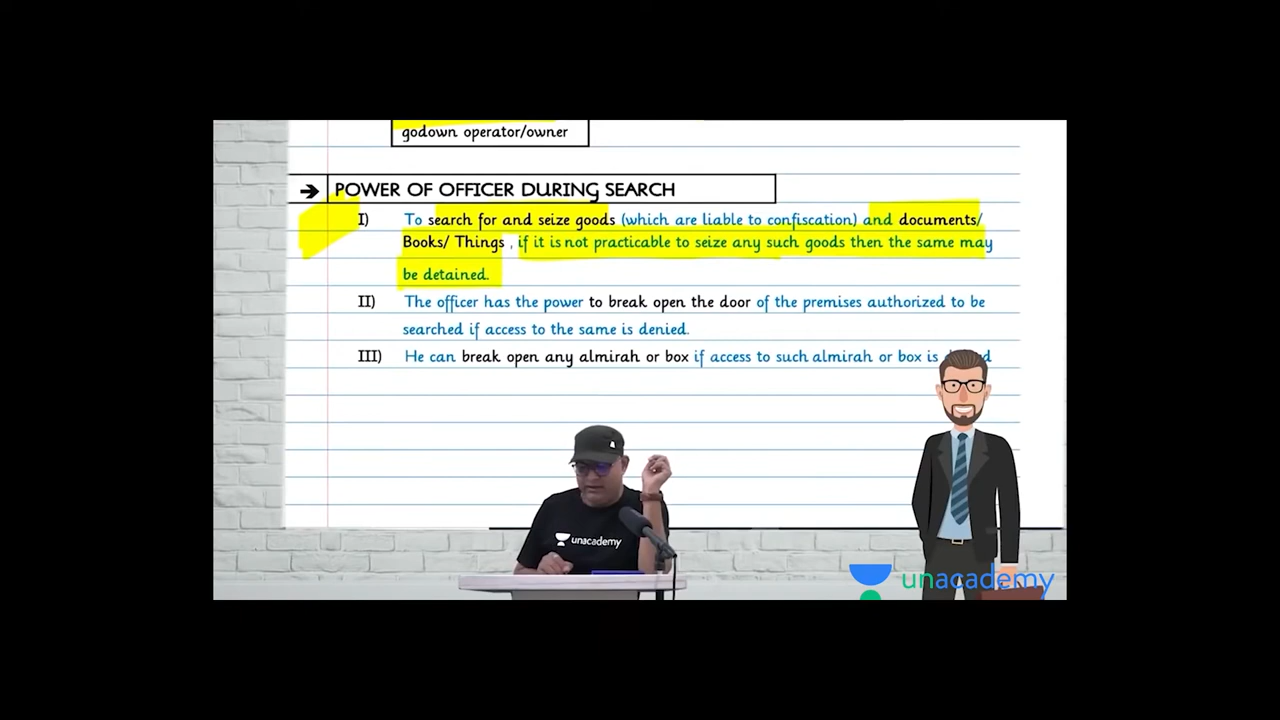 godown operator/owner
➔ POWER OF OFFICER DURING SEARCH
I) To search for and seize goods (which are liable to confiscation) and documents/
Books/ Things , if it is not practicable to seize any such goods then the same may
be detained.
II) The officer has the power to break open the door of the premises authorized to be
searched if access to the same is denied.
III) He can break open any almirah or box if access to such almirah or box is
unacademy
unacademy